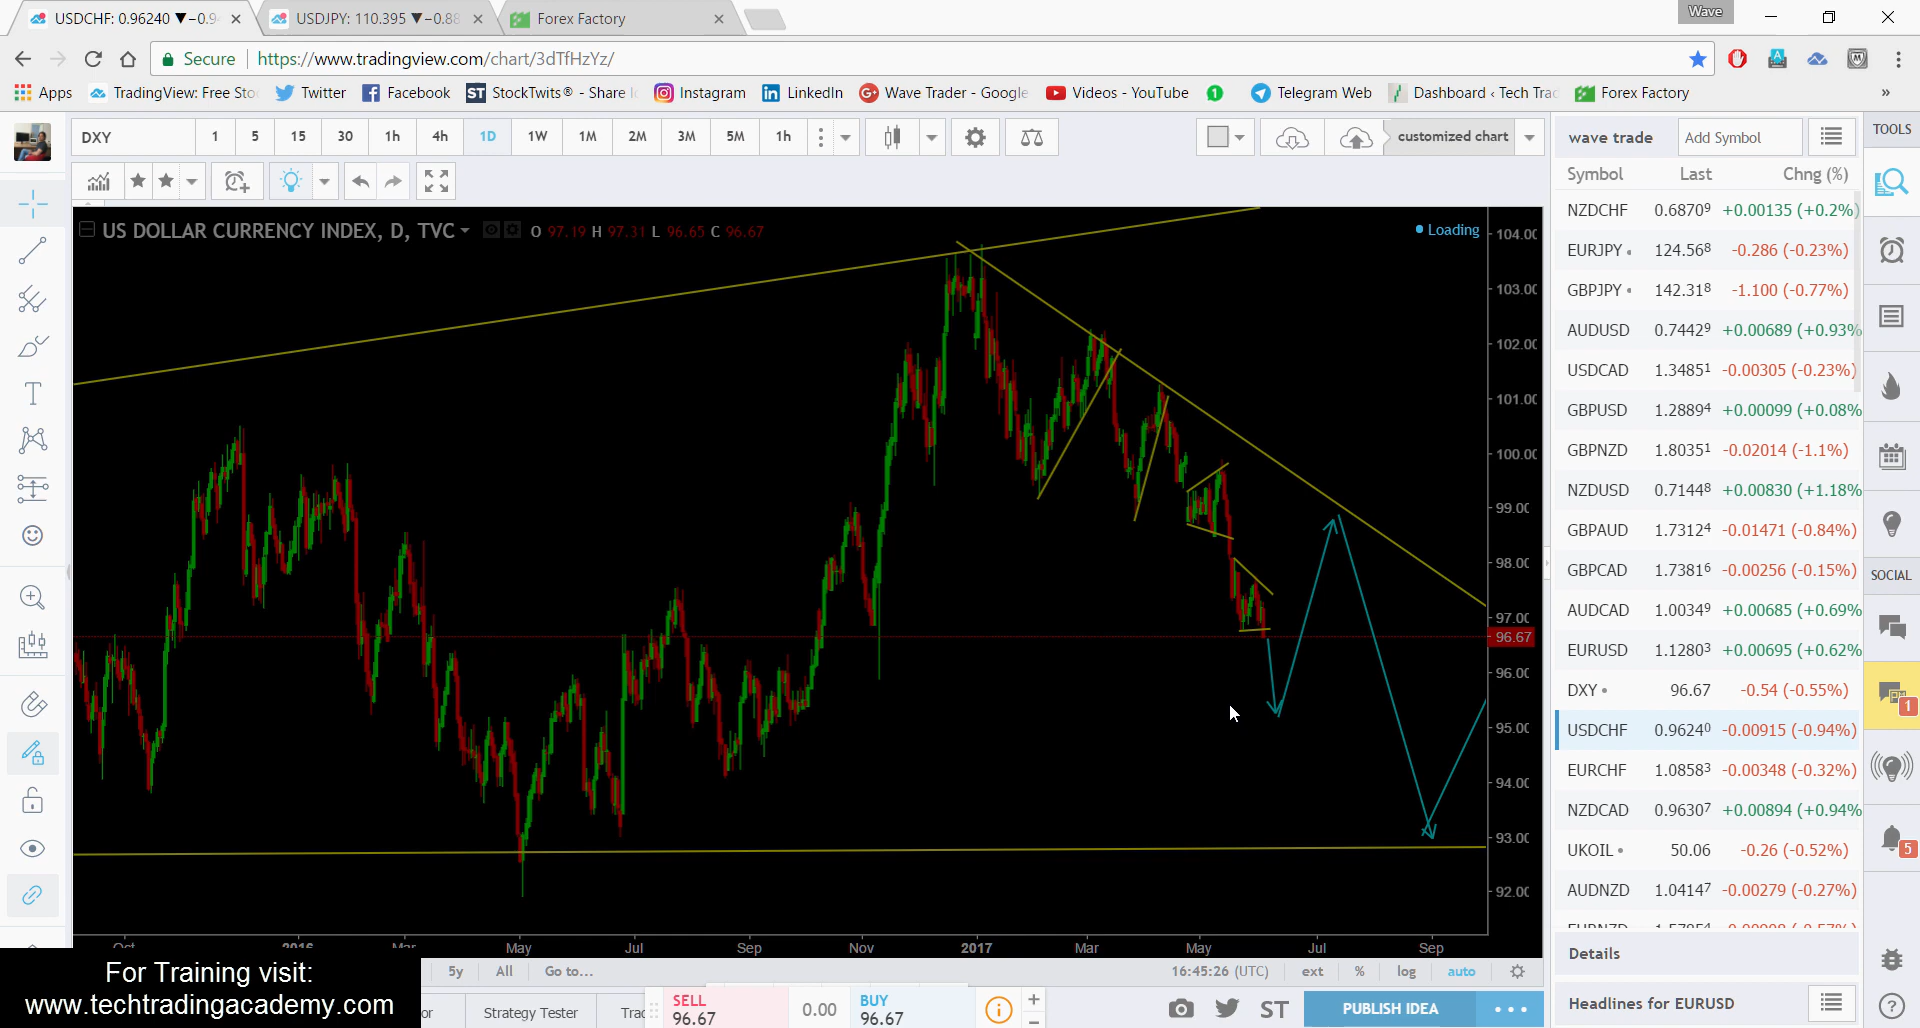 USDCHF: 0.96240 ▼−0.9
USDJPY: 110.395 ▼−0.88
Forex Factory
Wave
Secure
https://www.tradingview.com/chart/3dTfHzYz/
Apps
TradingView: Free Sto
Twitter
Facebook
StockTwits® - Share
Instagram
LinkedIn
Wave Trader - Google
Videos - YouTube
1
Telegram Web
Dashboard ‹ Tech Tra
Forex Factory
»
DXY
1
5
15
30
1h
4h
1D
1W
1M
2M
3M
5M
1h
customized chart
US DOLLAR CURRENCY INDEX, D, TVC
O 97.19 H 97.31 L 96.65 C 96.67
Loading
104.00
103.00
102.00
101.00
100.00
99.00
98.00
97.00
96.67
96.00
95.00
94.00
93.00
92.00
Oct
2016
Mar
May
Jul
Sep
Nov
2017
Mar
May
Jul
Sep
5y
All
Go to...
16:45:26 (UTC)
ext
%
log
auto
For Training visit:
www.techtradingacademy.com
or
Strategy Tester
Trac
SELL
96.67
0.00
BUY
96.67
ST
PUBLISH IDEA
wave trade
Add Symbol
Symbol Last Chng (%)
NZDCHF 0.68709 +0.00135 (+0.2%)
EURJPY 124.568 -0.286 (-0.23%)
GBPJPY 142.318 -1.100 (-0.77%)
AUDUSD 0.74429 +0.00689 (+0.93%
USDCAD 1.34851 -0.00305 (-0.23%)
GBPUSD 1.28894 +0.00099 (+0.08%
GBPNZD 1.80351 -0.02014 (-1.1%)
NZDUSD 0.71448 +0.00830 (+1.18%
GBPAUD 1.73124 -0.01471 (-0.84%)
GBPCAD 1.73816 -0.00256 (-0.15%)
AUDCAD 1.00349 +0.00685 (+0.69%
EURUSD 1.12803 +0.00695 (+0.62%
DXY 96.67 -0.54 (-0.55%)
USDCHF 0.96240 -0.00915 (-0.94%)
EURCHF 1.08583 -0.00348 (-0.32%)
NZDCAD 0.96307 +0.00894 (+0.94%
UKOIL 50.06 -0.26 (-0.52%)
AUDNZD 1.04147 -0.00279 (-0.27%)
Details
Headlines for EURUSD
TOOLS
SOCIAL
1
5